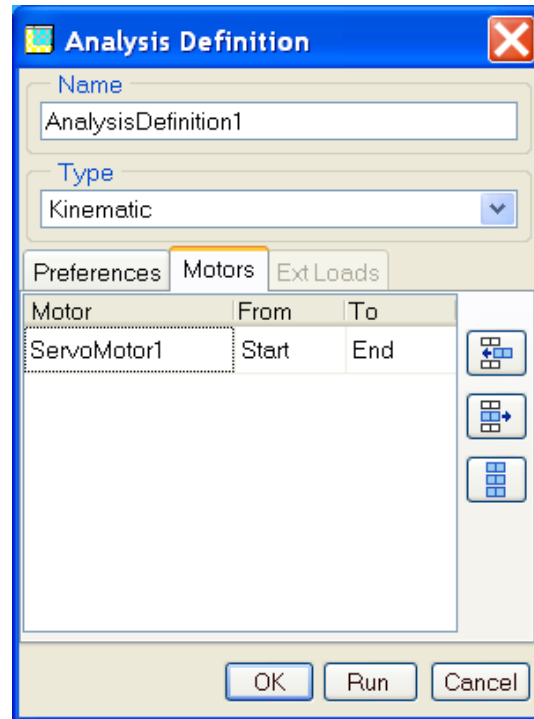 Analysis Definition
Name
AnalysisDefinition1
Type
Kinematic
Preferences Motors Ext Loads
Motor From To
ServoMotor1 Start End
OK Run Cancel